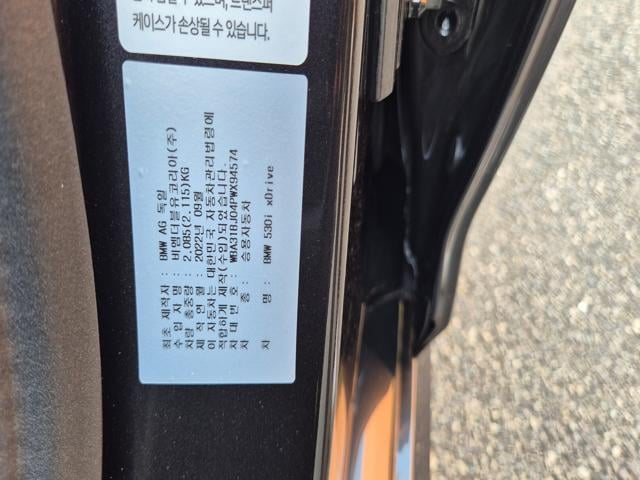 케이스가 손상될 수 있습니다.
최초 제작사 : BMW AG 독일
수 입 자 명 : 비엠더블유코리아(주)
차량 총중량 : 2.085(2.115)KG
제 작 연 월 : 2022년 09월
이 자동차는 대한민국 자동차관리법령에
적합하게 제작(수입)되었습니다.
차 대 번 호 : WBA31BJ04PWX94574
차 종 : 승용자동차
차 명 : BMW 530i xDrive